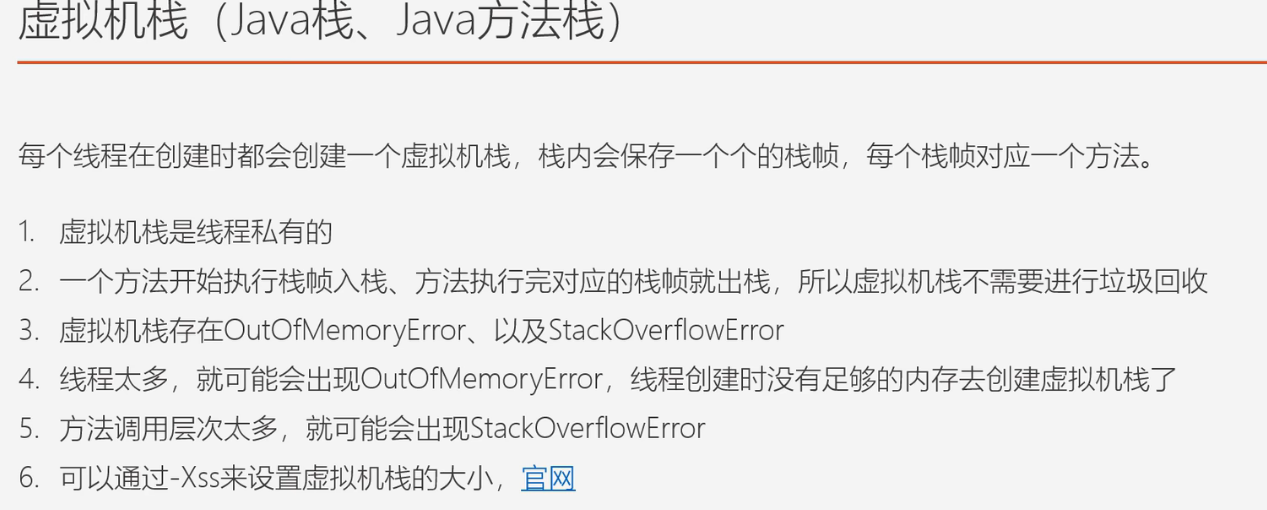 虚拟机栈（Java栈、Java方法栈）
每个线程在创建时都会创建一个虚拟机栈，栈内会保存一个个的栈帧，每个栈帧对应一个方法。
1. 虚拟机栈是线程私有的
2. 一个方法开始执行栈帧入栈、方法执行完对应的栈帧就出栈，所以虚拟机栈不需要进行垃圾回收
3. 虚拟机栈存在OutOfMemoryError、以及StackOverflowError
4. 线程太多，就可能会出现OutOfMemoryError，线程创建时没有足够的内存去创建虚拟机栈了
5. 方法调用层次太多，就可能会出现StackOverflowError
6. 可以通过-Xss来设置虚拟机栈的大小，官网